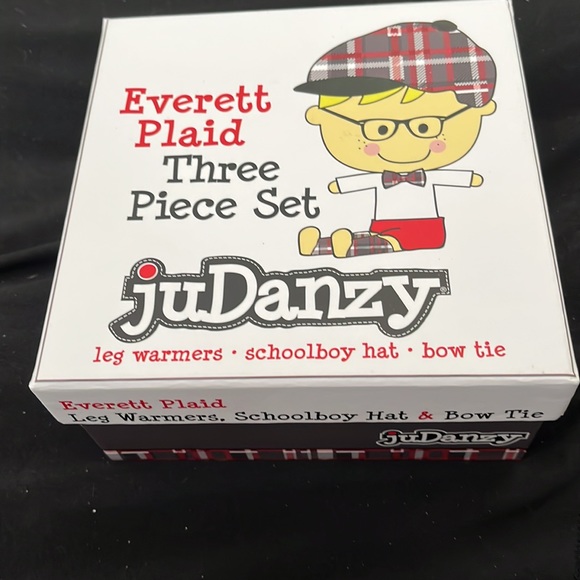 Everett
Plaid
Three
Piece Set
juDanzy®
leg warmers · schoolboy hat · bow tie
Everett Plaid
Leg Warmers, Schoolboy Hat & Bow Tie
juDanzy